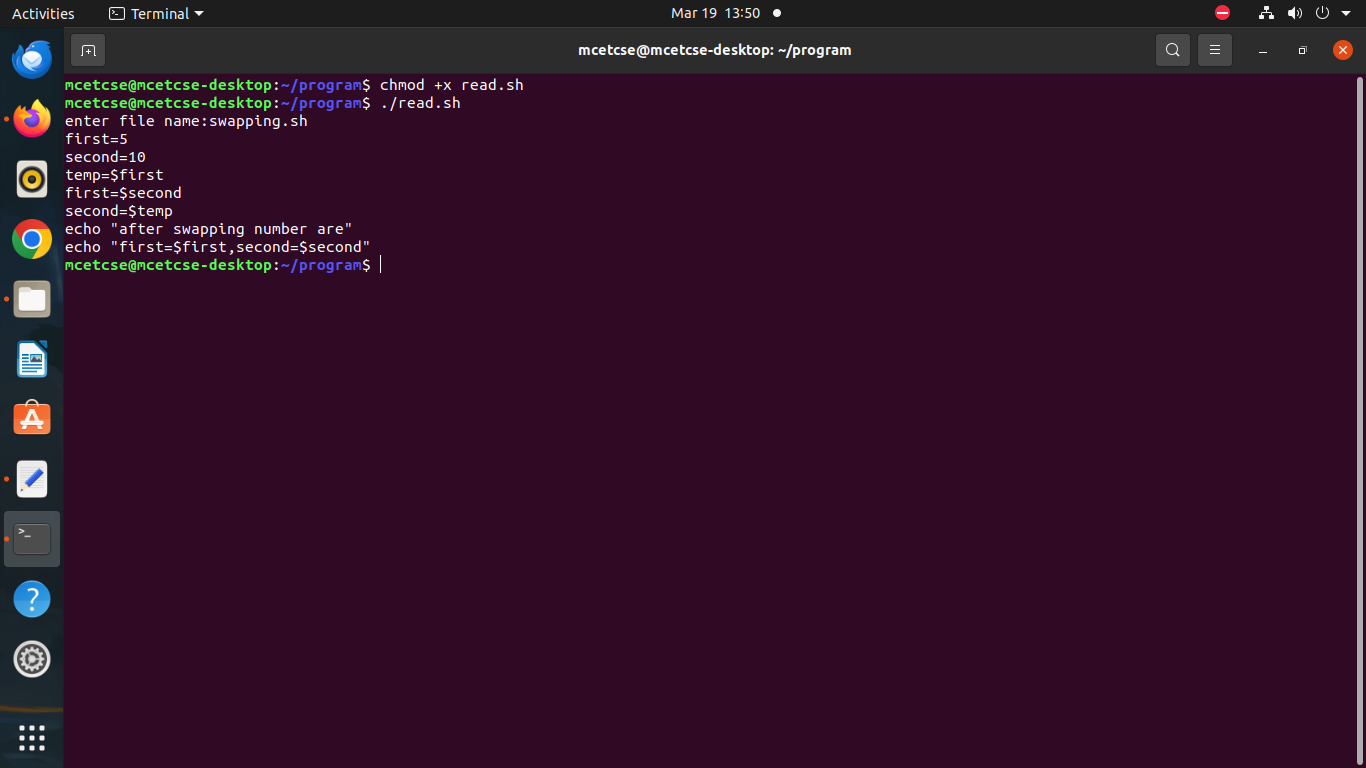 Activities
Terminal
Mar 19 13:50
mcetcse@mcetcse-desktop: ~/program
mcetcse@mcetcse-desktop:~/program$ chmod +x read.sh
mcetcse@mcetcse-desktop:~/program$ ./read.sh
enter file name:swapping.sh
first=5
second=10
temp=$first
first=$second
second=$temp
echo "after swapping number are"
echo "first=$first,second=$second"
mcetcse@mcetcse-desktop:~/program$